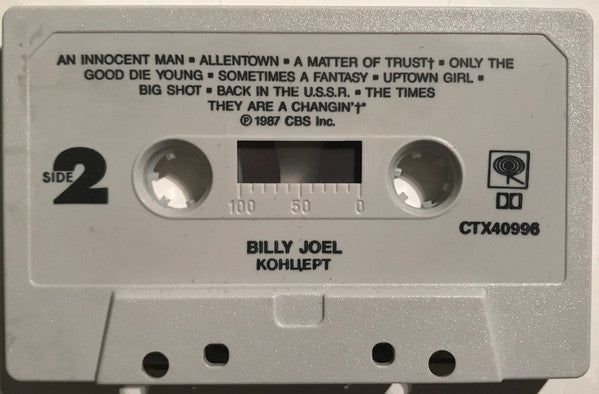 AN INNOCENT MAN ▪ ALLENTOWN ▪ A MATTER OF TRUST† ▪ ONLY THE
GOOD DIE YOUNG ▪ SOMETIMES A FANTASY ▪ UPTOWN GIRL ▪
BIG SHOT ▪ BACK IN THE U.S.S.R. ▪ THE TIMES
THEY ARE A CHANGIN'†*
℗ 1987 CBS Inc.
SIDE 2
100 50 0
CTX40996
BILLY JOEL
КОНЦЕРТ